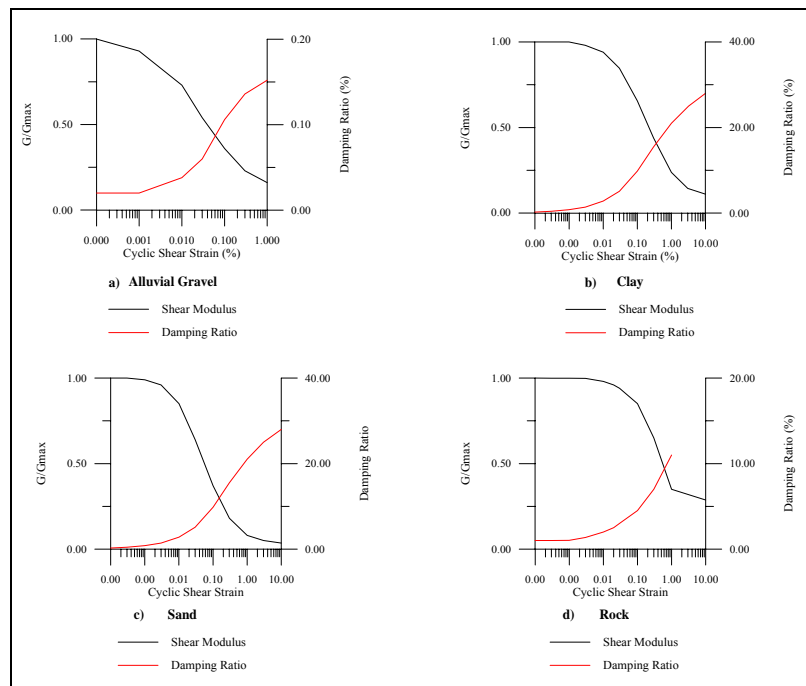 1.00
0.50
0.00
G/Gmax
0.20
0.10
0.00
Damping Ratio (%)
0.000 0.001 0.010 0.100 1.000
Cyclic Shear Strain (%)
a) Alluvial Gravel
Shear Modulus
Damping Ratio
1.00
0.50
0.00
G/Gmax
40.00
20.00
0.00
Damping Ratio (%)
0.00 0.00 0.01 0.10 1.00 10.00
Cyclic Shear Strain (%)
b) Clay
Shear Modulus
Damping Ratio
1.00
0.50
0.00
G/Gmax
40.00
20.00
0.00
Damping Ratio
0.00 0.00 0.01 0.10 1.00 10.00
Cyclic Shear Strain
c) Sand
Shear Modulus
Damping Ratio
1.00
0.50
0.00
G/Gmax
20.00
10.00
0.00
Damping Ratio (%)
0.00 0.00 0.01 0.10 1.00 10.00
Cyclic Shear Strain
d) Rock
Shear Modulus
Damping Ratio